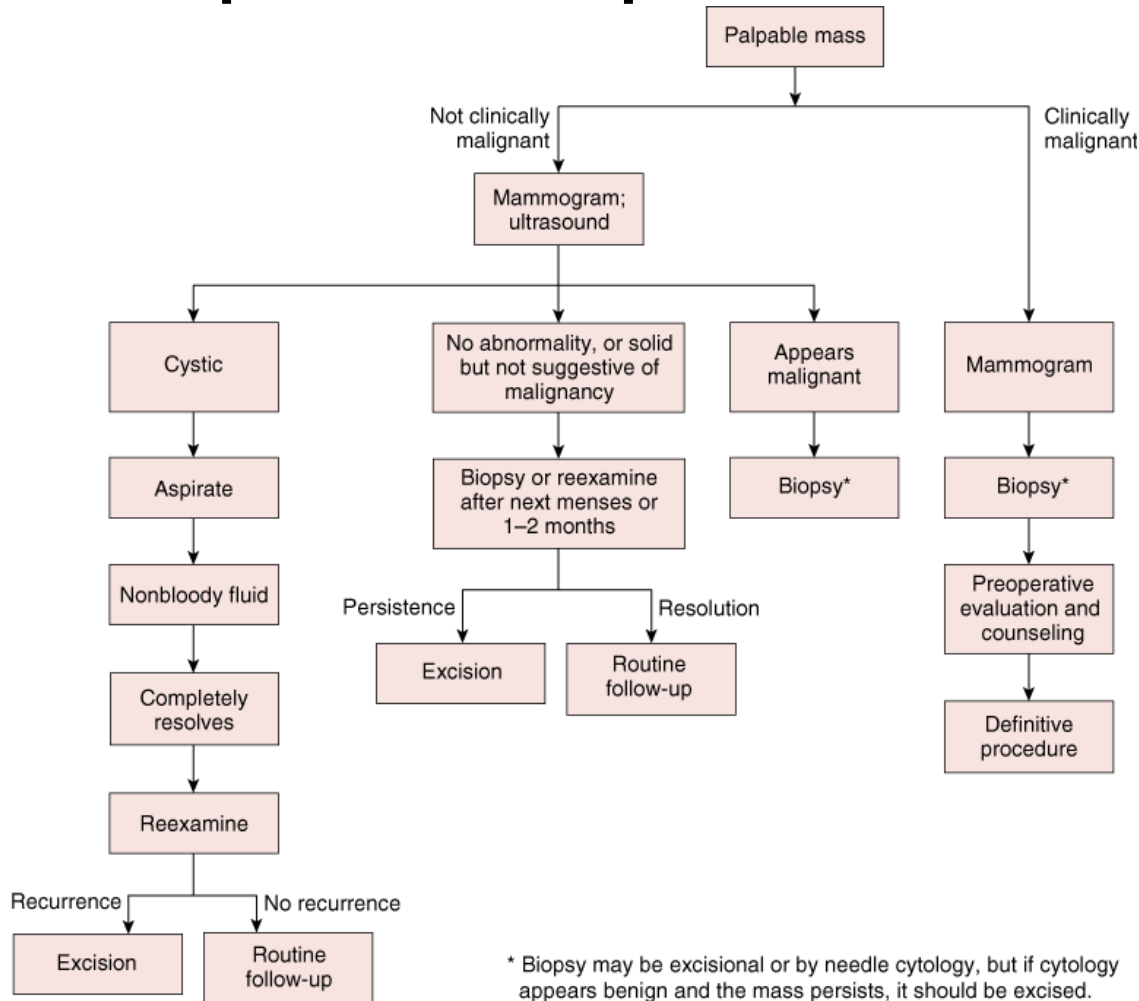 Palpable mass
Not clinically
malignant
Clinically
malignant
Mammogram;
ultrasound
Cystic
No abnormality, or solid
but not suggestive of
malignancy
Appears
malignant
Mammogram
Aspirate
Biopsy or reexamine
after next menses or
1–2 months
Biopsy*
Biopsy*
Nonbloody fluid
Persistence
Resolution
Preoperative
evaluation and
counseling
Excision
Routine
follow-up
Completely
resolves
Definitive
procedure
Reexamine
Recurrence
No recurrence
Excision
Routine
follow-up
* Biopsy may be excisional or by needle cytology, but if cytology
appears benign and the mass persists, it should be excised.